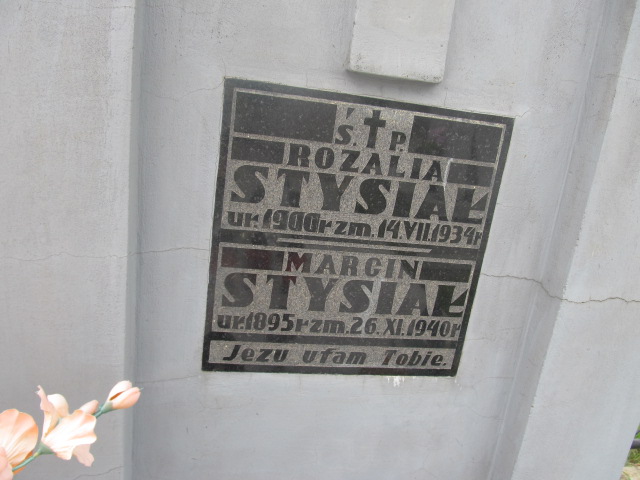 Ś.†P.
ROZALIA
STYSIAŁ
ur.1900r zm. 14.VII.1934r
MARCIN
STYSIAŁ
ur.1895r zm. 26.XI.1940r
Jezu ufam Tobie.